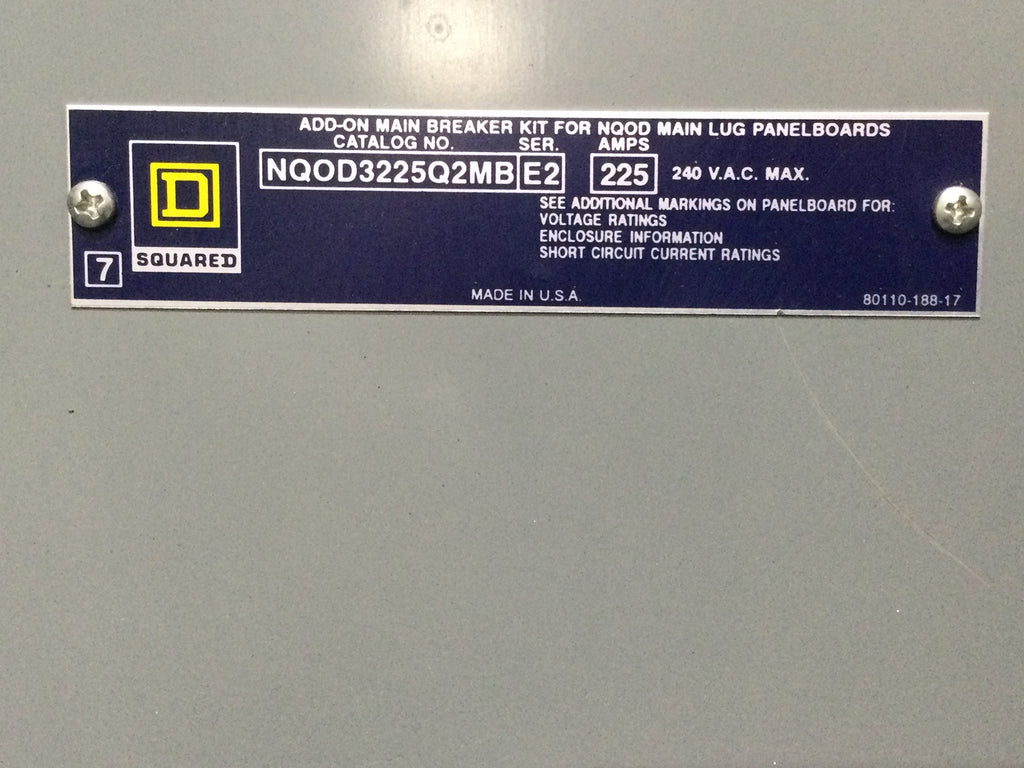 ADD-ON MAIN BREAKER KIT FOR NQOD MAIN LUG PANELBOARDS
CATALOG NO. SER. AMPS
NQOD3225Q2MB E2 225 240 V.A.C. MAX.
SEE ADDITIONAL MARKINGS ON PANELBOARD FOR:
VOLTAGE RATINGS
ENCLOSURE INFORMATION
SHORT CIRCUIT CURRENT RATINGS
D
SQUARE D
7
MADE IN U.S.A.
80110-188-17